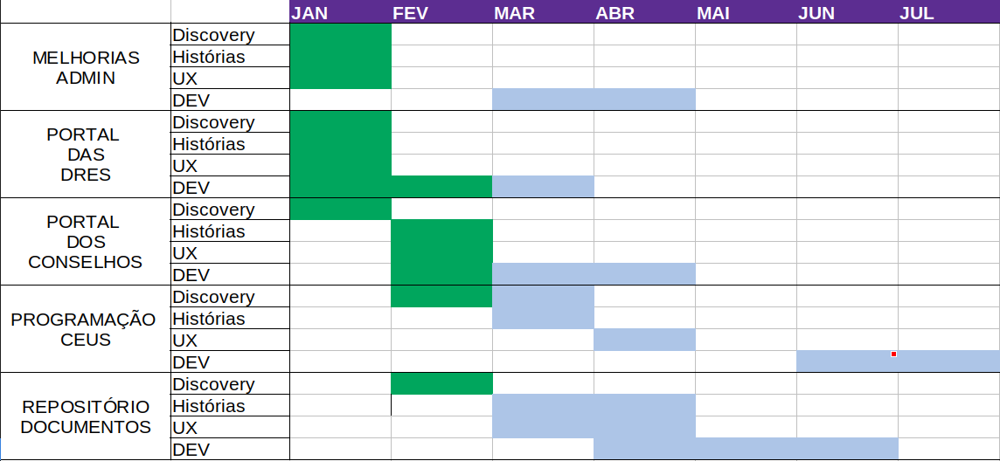 JAN FEV MAR ABR MAI JUN JUL
MELHORIAS
ADMIN
Discovery
Histórias
UX
DEV
PORTAL
DAS
DRES
Discovery
Histórias
UX
DEV
PORTAL
DOS
CONSELHOS
Discovery
Histórias
UX
DEV
PROGRAMAÇÃO
CEUS
Discovery
Histórias
UX
DEV
REPOSITÓRIO
DOCUMENTOS
Discovery
Histórias
UX
DEV